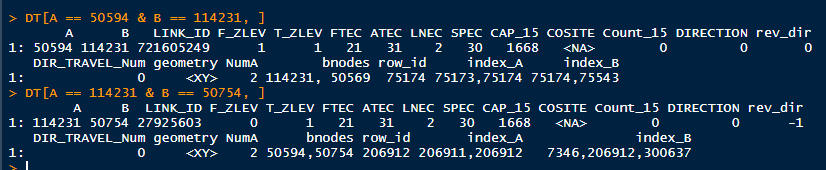 > DT[A == 50594 & B == 114231, ]
A B LINK_ID F_ZLEV T_ZLEV FTEC ATEC LNEC SPEC CAP_15 COSITE Count_15 DIRECTION rev_dir
1: 50594 114231 721605249 1 1 21 31 2 30 1668 <NA> 0 0 0
DIR_TRAVEL_Num geometry NumA bnodes row_id index_A index_B
1: 0 <XY> 2 114231, 50569 75174 75173,75174 75174,75543
> DT[A == 114231 & B == 50754, ]
A B LINK_ID F_ZLEV T_ZLEV FTEC ATEC LNEC SPEC CAP_15 COSITE Count_15 DIRECTION rev_dir
1: 114231 50754 27925603 0 1 21 31 2 30 1668 <NA> 0 0 -1
DIR_TRAVEL_Num geometry NumA bnodes row_id index_A index_B
1: 0 <XY> 2 50594,50754 206912 206911,206912 7346,206912,300637
>